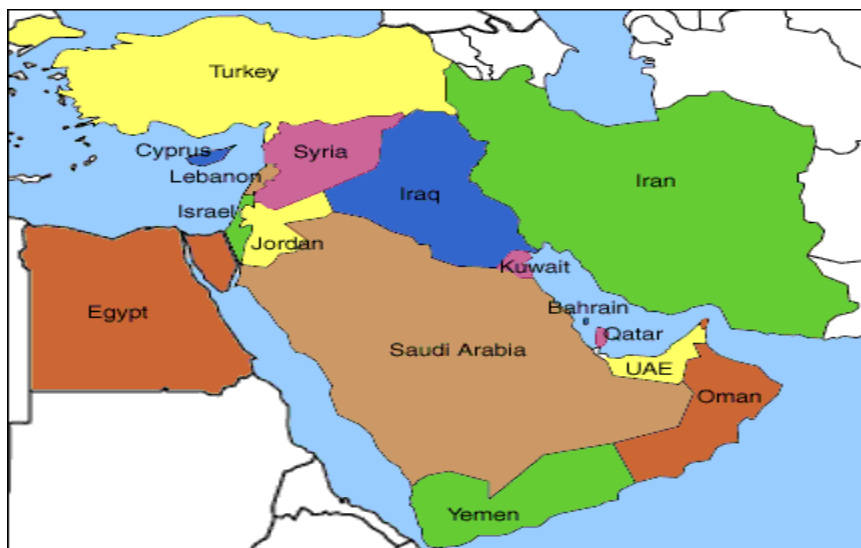 Turkey
Cyprus
Syria
Lebanon
Iraq
Iran
Israel
Jordan
Kuwait
Egypt
Bahrain
Qatar
Saudi Arabia
UAE
Oman
Yemen